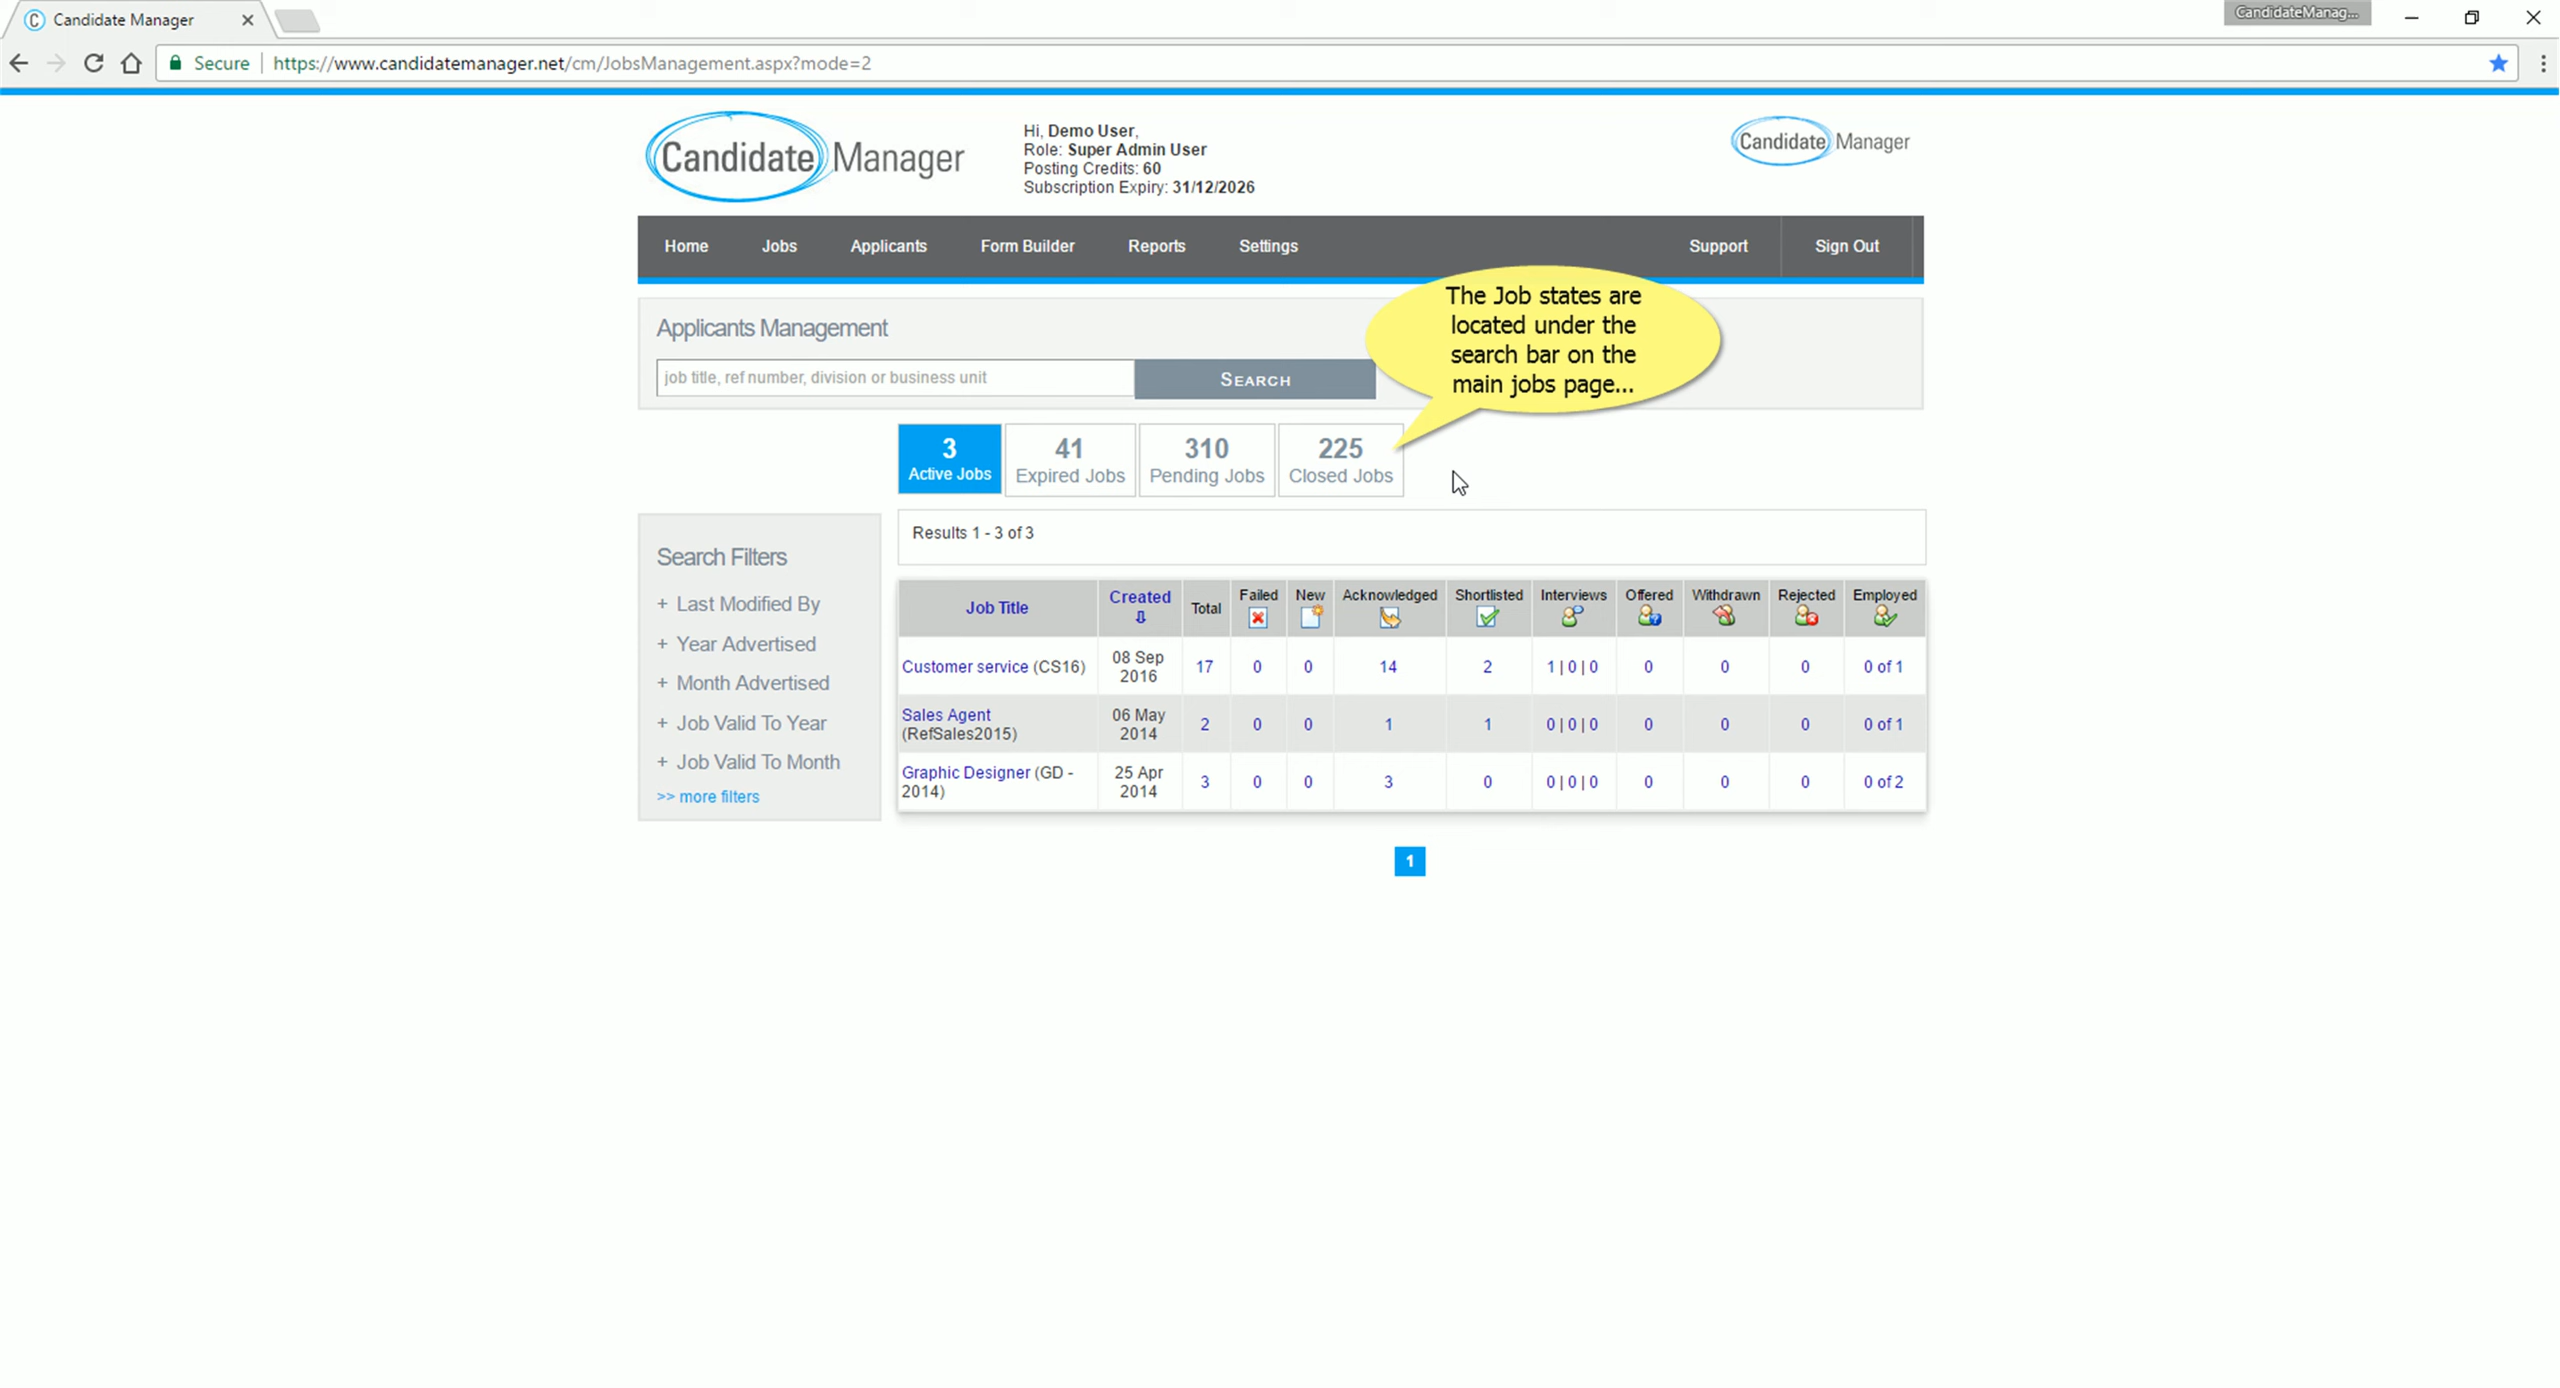 Candidate Manager
CandidateManag...
Secure
https://www.candidatemanager.net/cm/JobsManagement.aspx?mode=2
Candidate Manager
Hi, Demo User,
Role: Super Admin User
Posting Credits: 60
Subscription Expiry: 31/12/2026
Candidate Manager
Home Jobs Applicants Form Builder Reports Settings Support Sign Out
The Job states are
located under the
search bar on the
main jobs page...
Applicants Management
job title, ref number, division or business unit
SEARCH
3 41 310 225
Active Jobs Expired Jobs Pending Jobs Closed Jobs
Results 1 - 3 of 3
Search Filters
+ Last Modified By
+ Year Advertised
+ Month Advertised
+ Job Valid To Year
+ Job Valid To Month
>> more filters
Job Title Created Total Failed New Acknowledged Shortlisted Interviews Offered Withdrawn Rejected Employed
Customer service (CS16) 08 Sep 2016 17 0 0 14 2 1 | 0 | 0 0 0 0 0 of 1
Sales Agent (RefSales2015) 06 May 2014 2 0 0 1 1 0 | 0 | 0 0 0 0 0 of 1
Graphic Designer (GD - 2014) 25 Apr 2014 3 0 0 3 0 0 | 0 | 0 0 0 0 0 of 2
1